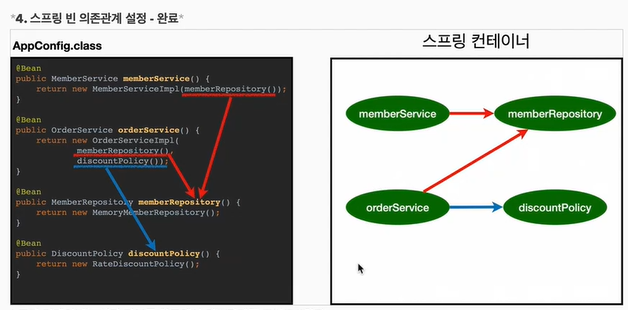 *4. 스프링 빈 의존관계 설정 - 완료*
AppConfig.class
@Bean
public MemberService memberService() {
return new MemberServiceImpl(memberRepository());
}
@Bean
public OrderService orderService() {
return new OrderServiceImpl(
memberRepository(),
discountPolicy());
}
@Bean
public MemberRepository memberRepository() {
return new MemoryMemberRepository();
}
@Bean
public DiscountPolicy discountPolicy() {
return new RateDiscountPolicy();
}
스프링 컨테이너
memberService
memberRepository
orderService
discountPolicy